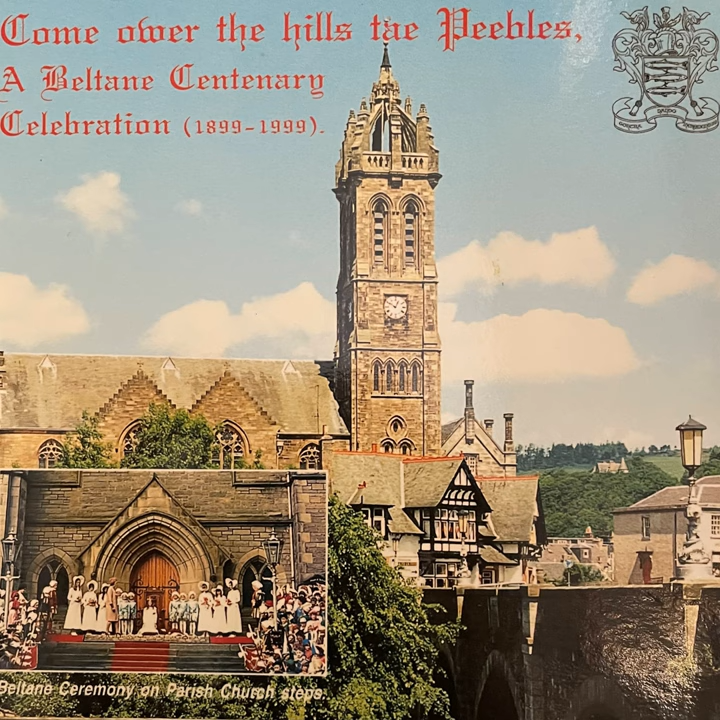 Come ower the hills tae Peebles,
A Beltane Centenary
Celebration (1899-1999).
Beltane Ceremony on Parish Church steps.